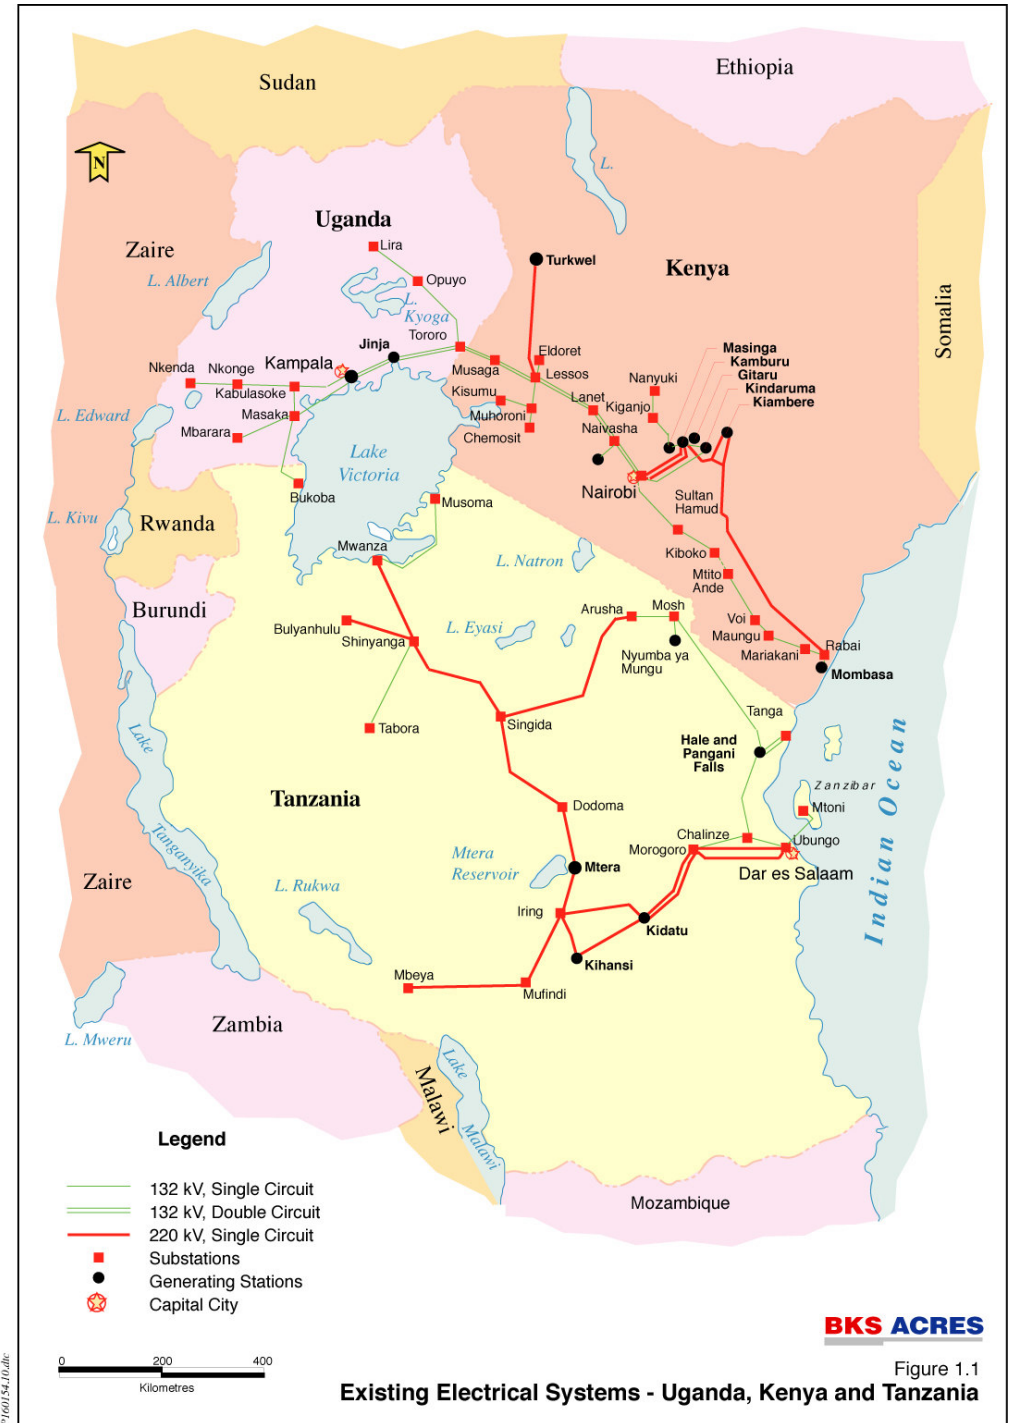 Sudan
Ethiopia
N
L.
Uganda
Zaire
Lira
Turkwel
Kenya
L. Albert
Opuyo
Somalia
L.
Kyoga
Tororo
Jinja
Eldoret
Masinga
Kamburu
Gitaru
Kindaruma
Kiambere
Nkenda
Nkonge
Kampala
Musaga
Lessos
Nanyuki
Kabulasoke
Kisumu
Lanet
Kiganjo
L. Edward
Masaka
Muhoroni
Naivasha
Mbarara
Chemosit
Lake
Victoria
Bukoba
Musoma
Nairobi
Sultan
Hamud
L. Kivu
Rwanda
Mwanza
L. Natron
Kiboko
Mtito
Ande
Burundi
Arusha
Mosh
Bulyanhulu
Shinyanga
L. Eyasi
Voi
Maungu
Nyumba ya
Mungu
Mariakani
Rabai
Mombasa
Tabora
Singida
Tanga
Lake
Tanganyika
Hale and
Pangani
Falls
Indian Ocean
Tanzania
Dodoma
Zanzibar
Mtoni
Chalinze
Ubungo
Morogoro
Mtera
Reservoir
Mtera
Dar es Salaam
Zaire
L. Rukwa
Iring
Kidatu
Kihansi
Mbeya
Mufindi
Zambia
L. Mweru
Malawi
Lake
Malawi
Mozambique
Legend
132 kV, Single Circuit
132 kV, Double Circuit
220 kV, Single Circuit
Substations
Generating Stations
Capital City
0 200 400
Kilometres
BKS ACRES
Figure 1.1
Existing Electrical Systems - Uganda, Kenya and Tanzania